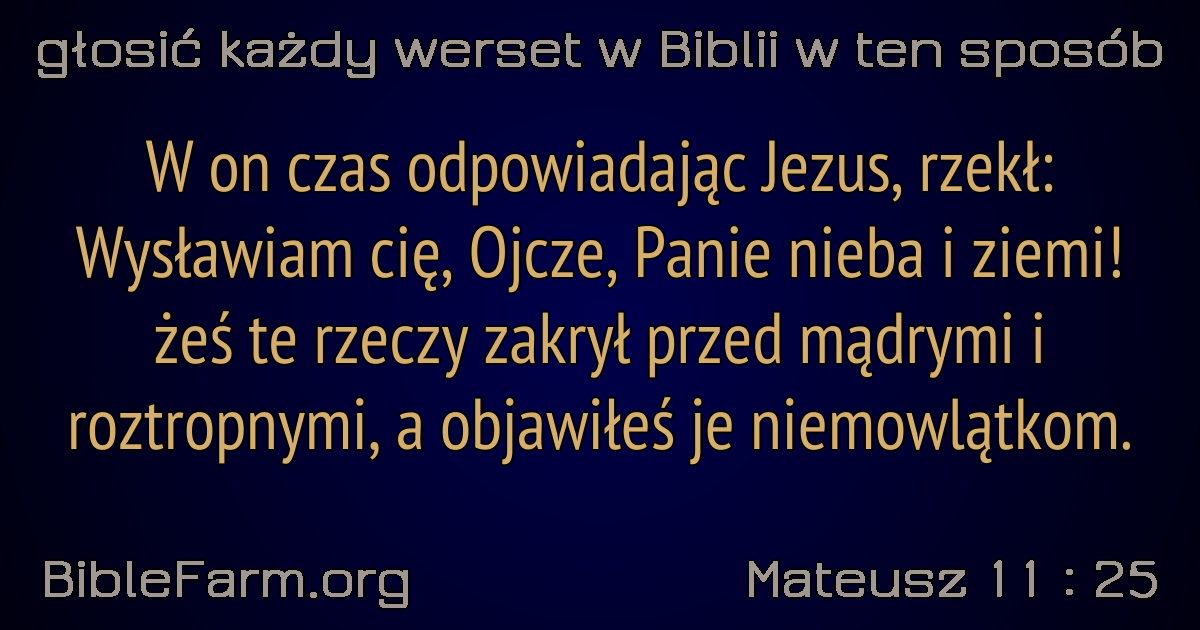 głosić każdy werset w Biblii w ten sposób
W on czas odpowiadając Jezus, rzekł:
Wysławiam cię, Ojcze, Panie nieba i ziemi!
żeś te rzeczy zakrył przed mądrymi i
roztropnymi, a objawiłeś je niemowlątkom.
BibleFarm.org
Mateusz 11 : 25